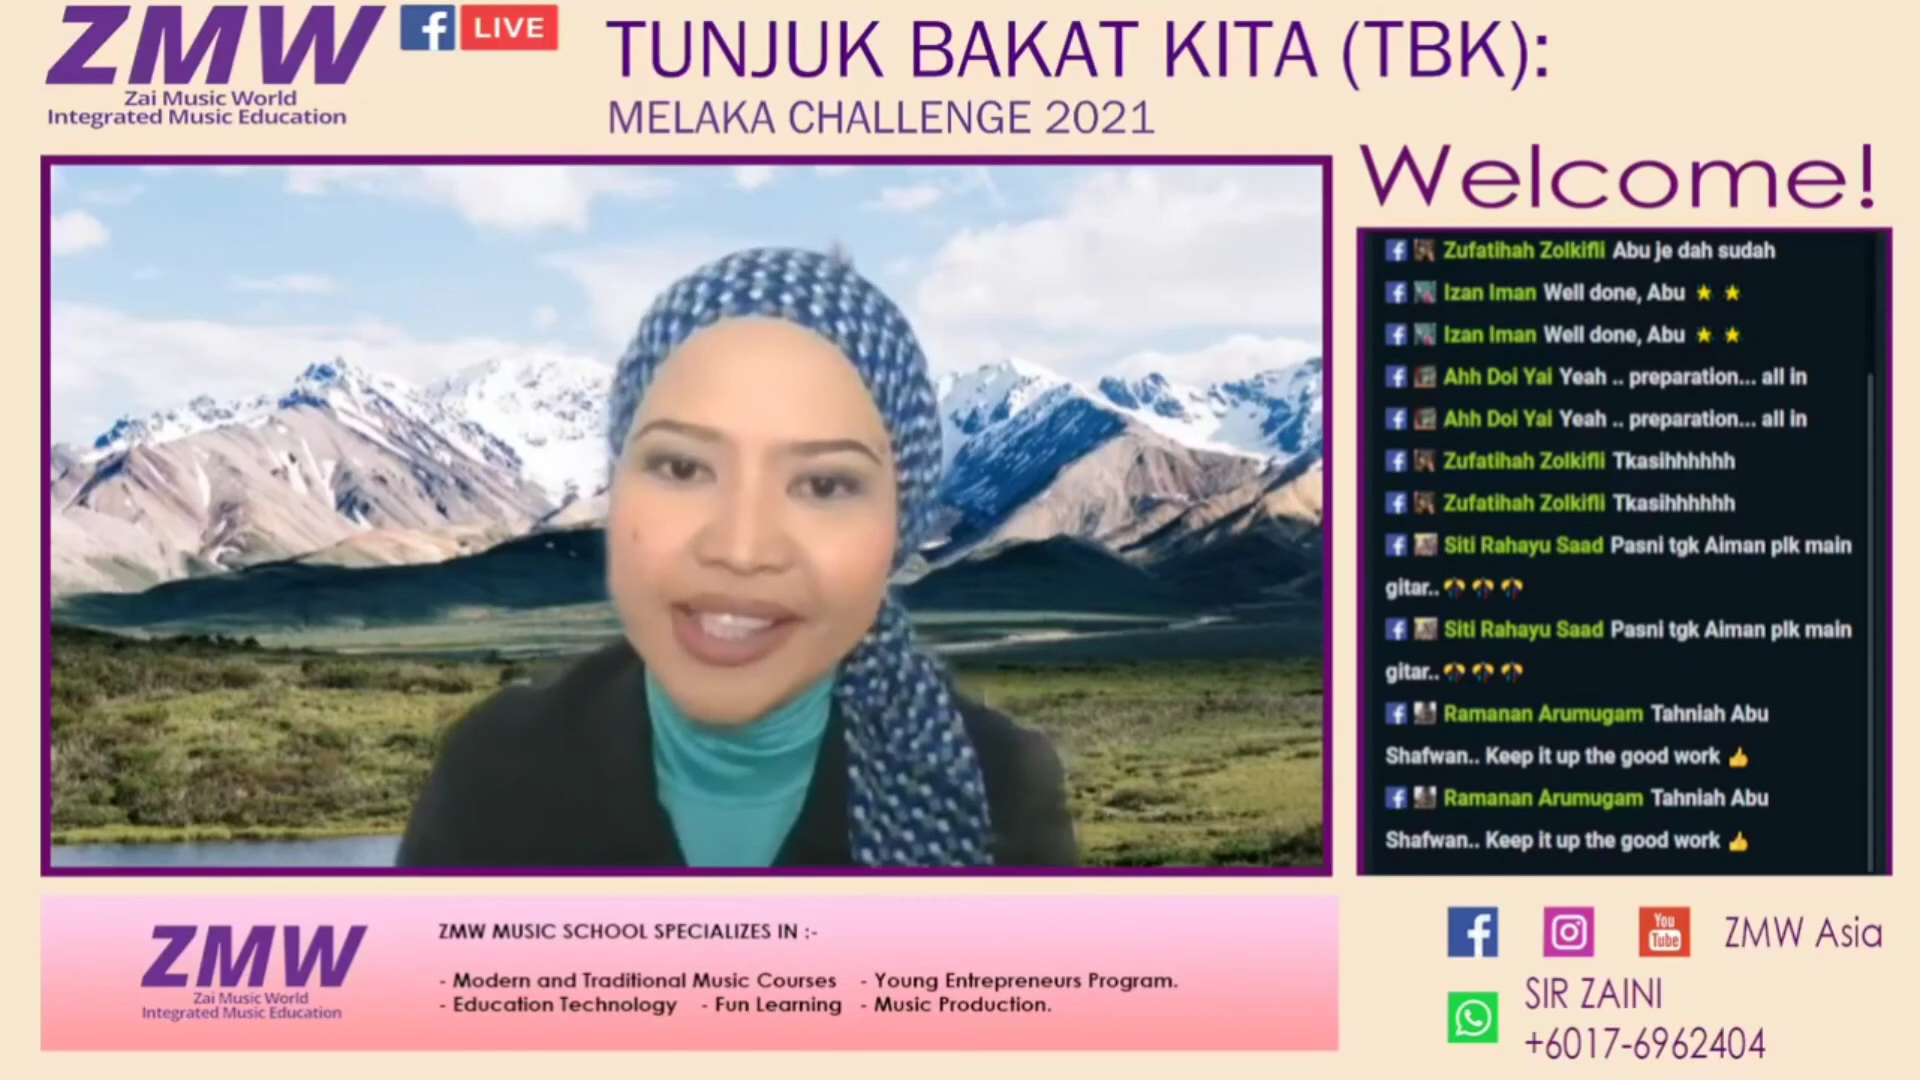 ZMW
Zai Music World
Integrated Music Education
f LIVE
TUNJUK BAKAT KITA (TBK):
MELAKA CHALLENGE 2021
Welcome!
Zufatihah Zolkifli Abu je dah sudah
Izan Iman Well done, Abu
Izan Iman Well done, Abu
Ahh Doi Yai Yeah .. preparation... all in
Ahh Doi Yai Yeah .. preparation... all in
Zufatihah Zolkifli Tkasihhhhhh
Zufatihah Zolkifli Tkasihhhhhh
Siti Rahayu Saad Pasni tgk Aiman plk main
gitar..
Siti Rahayu Saad Pasni tgk Aiman plk main
gitar..
Ramanan Arumugam Tahniah Abu
Shafwan.. Keep it up the good work 👍
Ramanan Arumugam Tahniah Abu
Shafwan.. Keep it up the good work 👍
ZMW
Zai Music World
Integrated Music Education
ZMW MUSIC SCHOOL SPECIALIZES IN :-
- Modern and Traditional Music Courses - Young Entrepreneurs Program.
- Education Technology - Fun Learning - Music Production.
You Tube ZMW Asia
SIR ZAINI
+6017-6962404